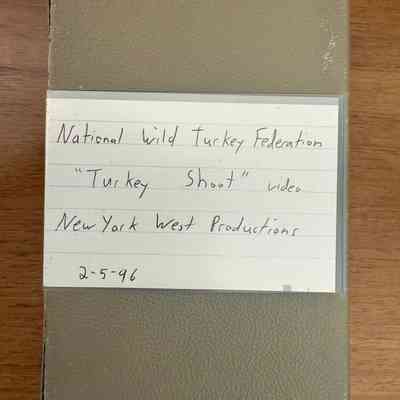 National Wild Turkey Federation
"Turkey Shoot" video
New York West Productions
2-5-96